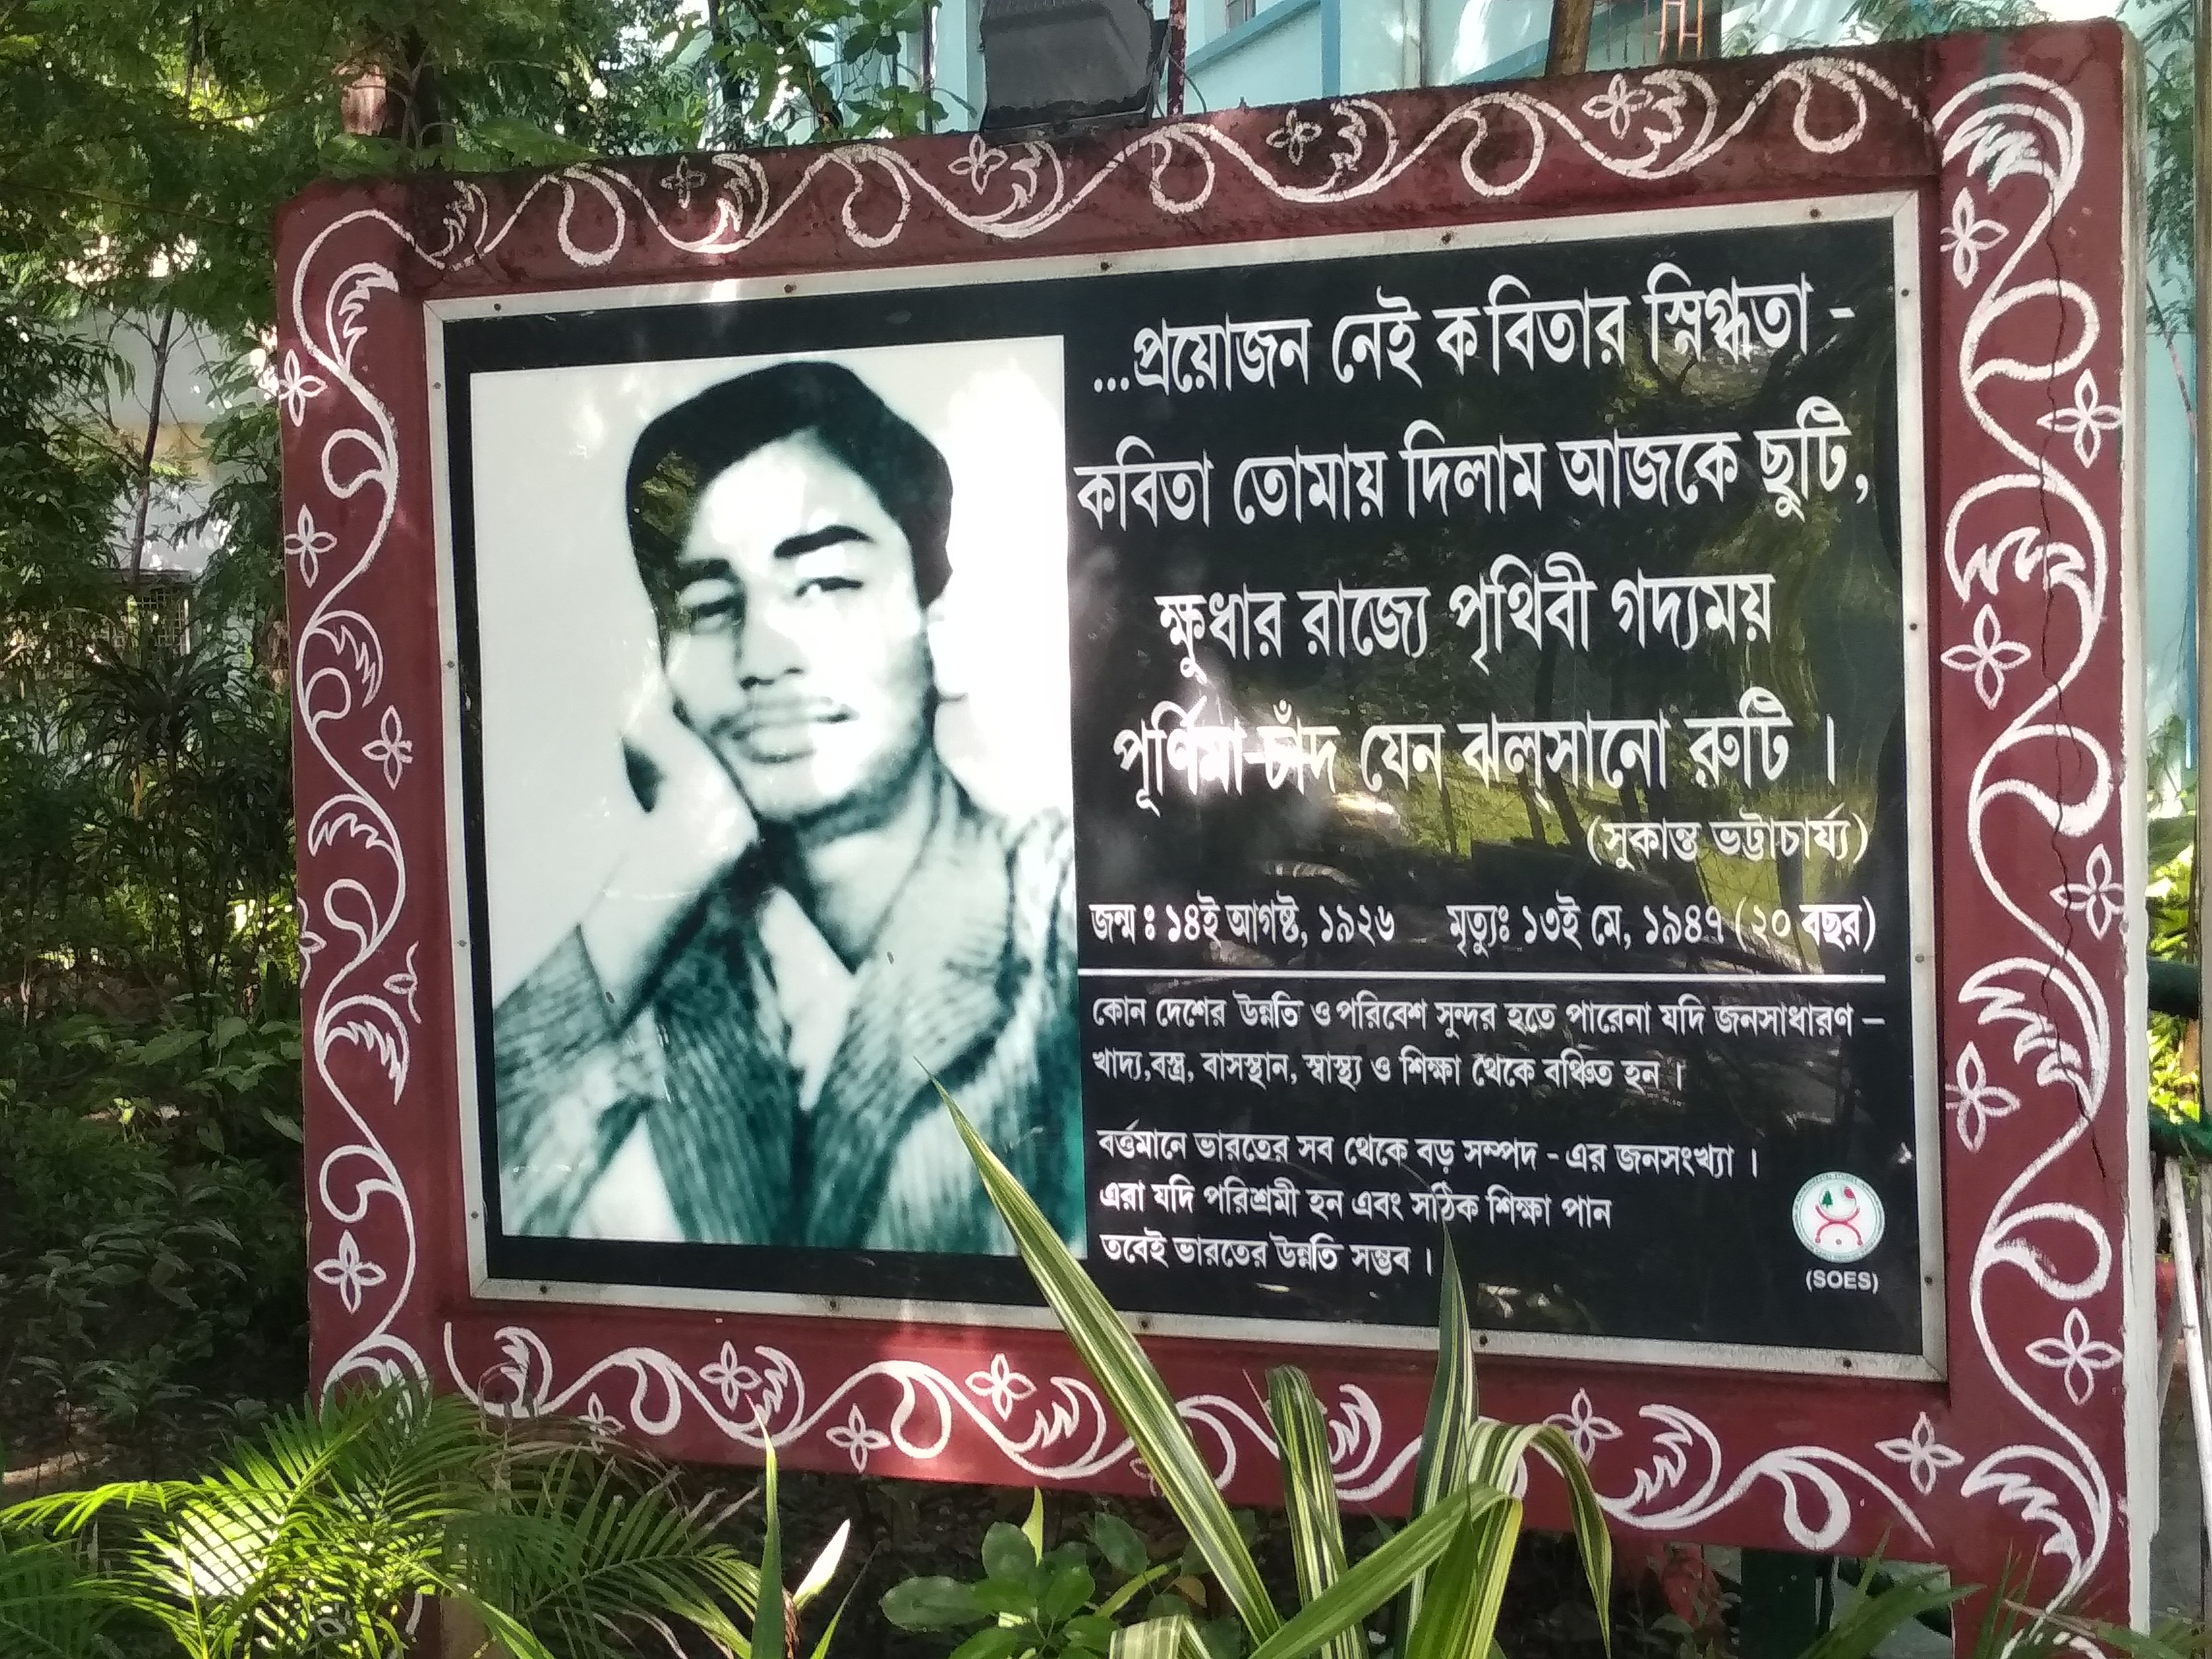 ...প্রয়োজন নেই কবিতার স্নিগ্ধতা -
কবিতা তোমায় দিলাম আজকে ছুটি,
ক্ষুধার রাজ্যে পৃথিবী গদ্যময়
পূর্ণিমা-চাঁদ যেন ঝল্‌সানো রুটি ।
(সুকান্ত ভট্টাচার্য্য)
জন্ম ঃ ১৪ই আগষ্ট, ১৯২৬ মৃত্যুঃ ১৩ই মে, ১৯৪৭ (২০ বছর)
কোন দেশের উন্নতি ও পরিবেশ সুন্দর হতে পারেনা যদি জনসাধারণ –
খাদ্য,বস্ত্র, বাসস্থান, স্বাস্থ্য ও শিক্ষা থেকে বঞ্চিত হন ।
বর্ত্তমানে ভারতের সব থেকে বড় সম্পদ - এর জনসংখ্যা ।
এরা যদি পরিশ্রমী হন এবং সঠিক শিক্ষা পান
তবেই ভারতের উন্নতি সম্ভব ।
(SOES)